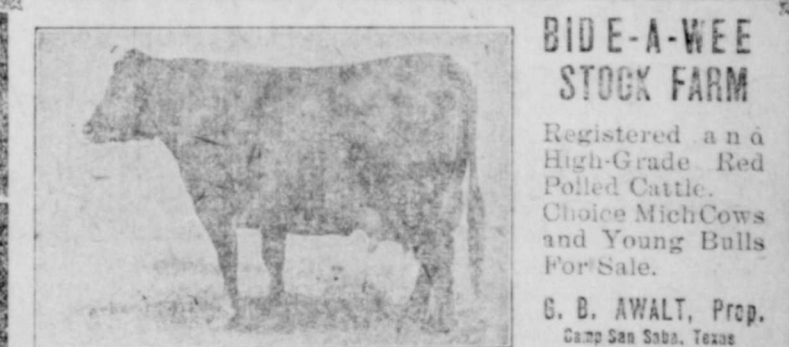 BIDE-A-WEE
STOCK FARM
Registered and
High-Grade Red
Polled Cattle.
Choice MichCows
and Young Bulls
For Sale.
G. B. AWALT, Prop.
Camp San Saba, Texas